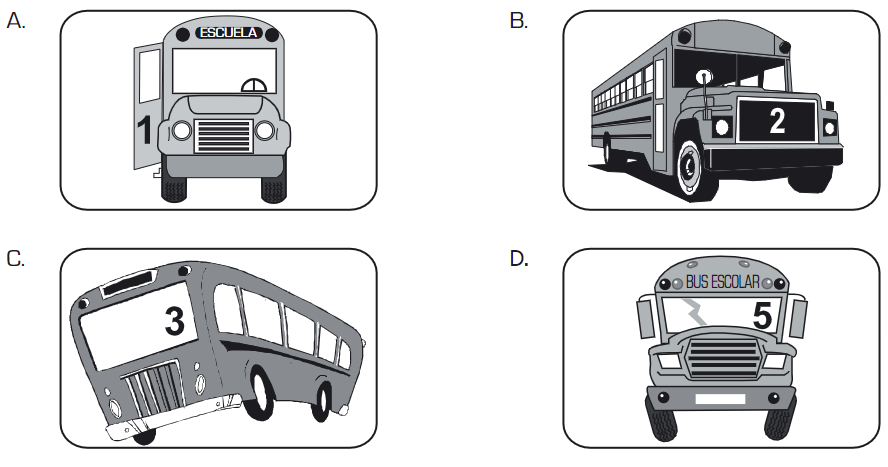 A.
ESCUELA
1
B.
2
C.
3
D.
BUS ESCOLAR
5